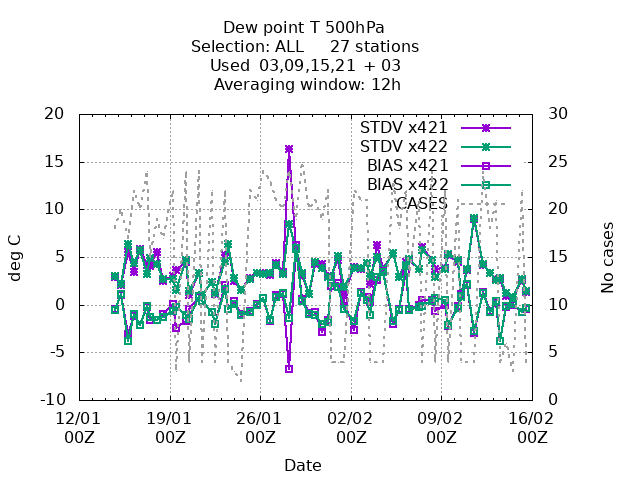 Dew point T 500hPa
Selection: ALL 27 stations
Used 03,09,15,21 + 03
Averaging window: 12h
20 30
STDV x421
15 STDV x422 25
BIAS x421
BIAS x422
10 CASES 20
deg C
5 15
No cases
0 10
-5 5
-10 0
12/01 19/01 26/01 02/02 09/02 16/02
00Z 00Z 00Z 00Z 00Z 00Z
Date